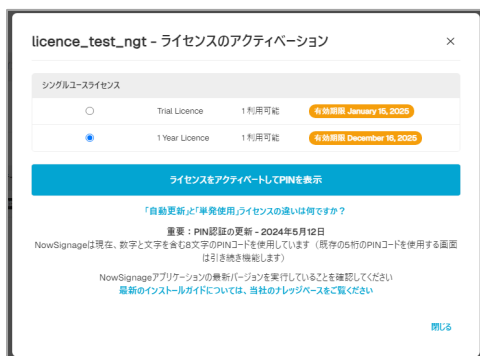 licence_test_ngt - ライセンスのアクティベーション ×
シングルユースライセンス
Trial Licence 1 利用可能 有効期限 January 15, 2025
1 Year Licence 1 利用可能 有効期限 December 16, 2025
ライセンスをアクティベートしてPINを表示
「自動更新」と「単発使用」ライセンスの違いは何ですか？
重要：PIN認証の更新 - 2024年5月12日
NowSignageは現在、数字と文字を含む8文字のPINコードを使用しています（既存の5桁のPINコードを使用する画面
は引き続き機能します）
NowSignageアプリケーションの最新バージョンを実行していることを確認してください
最新のインストールガイドについては、当社のナレッジベースをご覧ください
閉じる